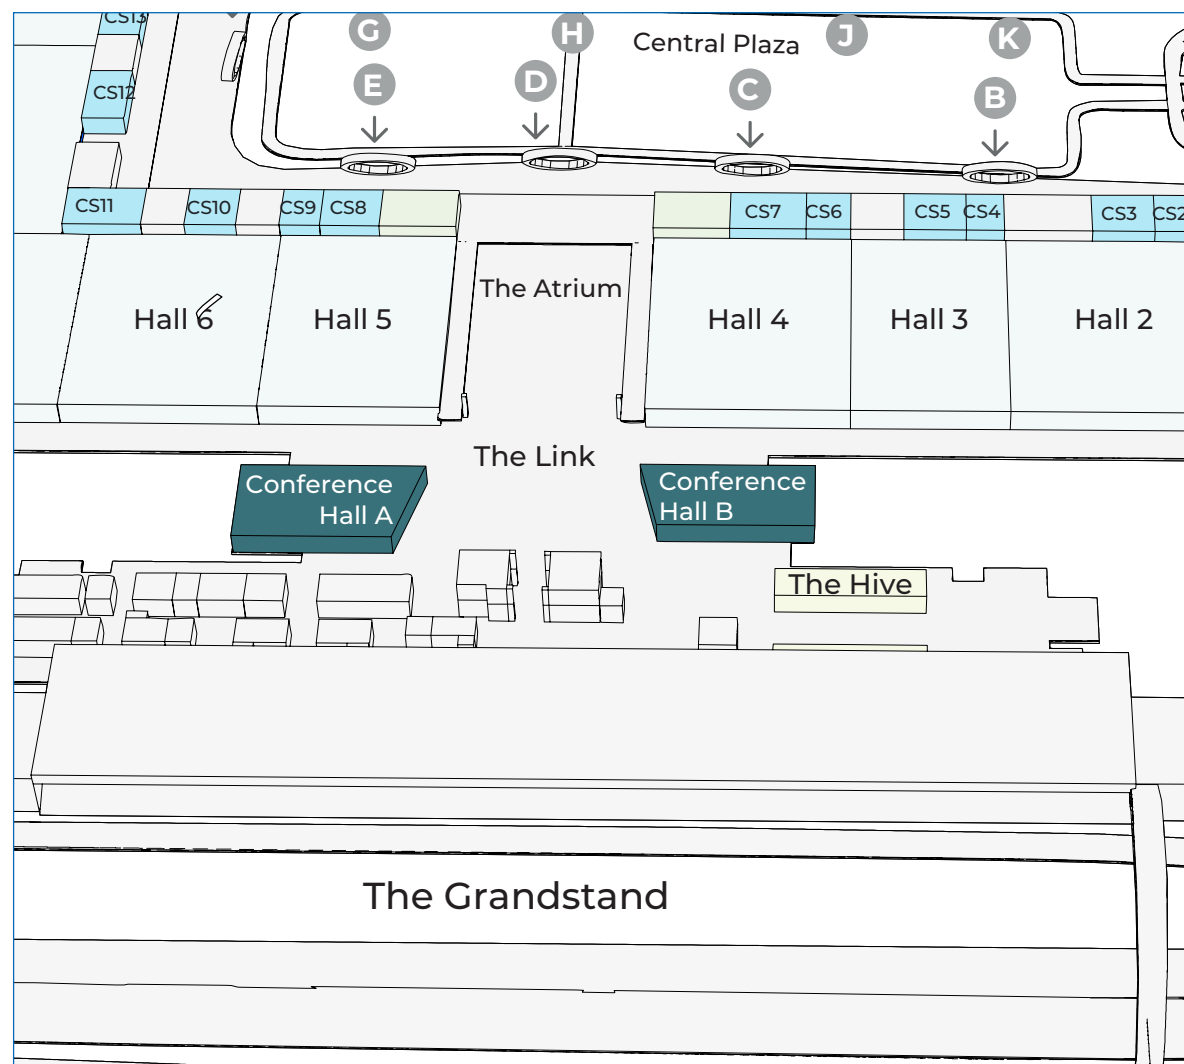 CS13
G
H
Central Plaza
J
K
CS12
E
D
C
B
CS11
CS10
CS9
CS8
CS7
CS6
CS5
CS4
CS3
CS2
The Atrium
Hall 6
Hall 5
Hall 4
Hall 3
Hall 2
The Link
Conference
Hall A
Conference
Hall B
The Hive
The Grandstand